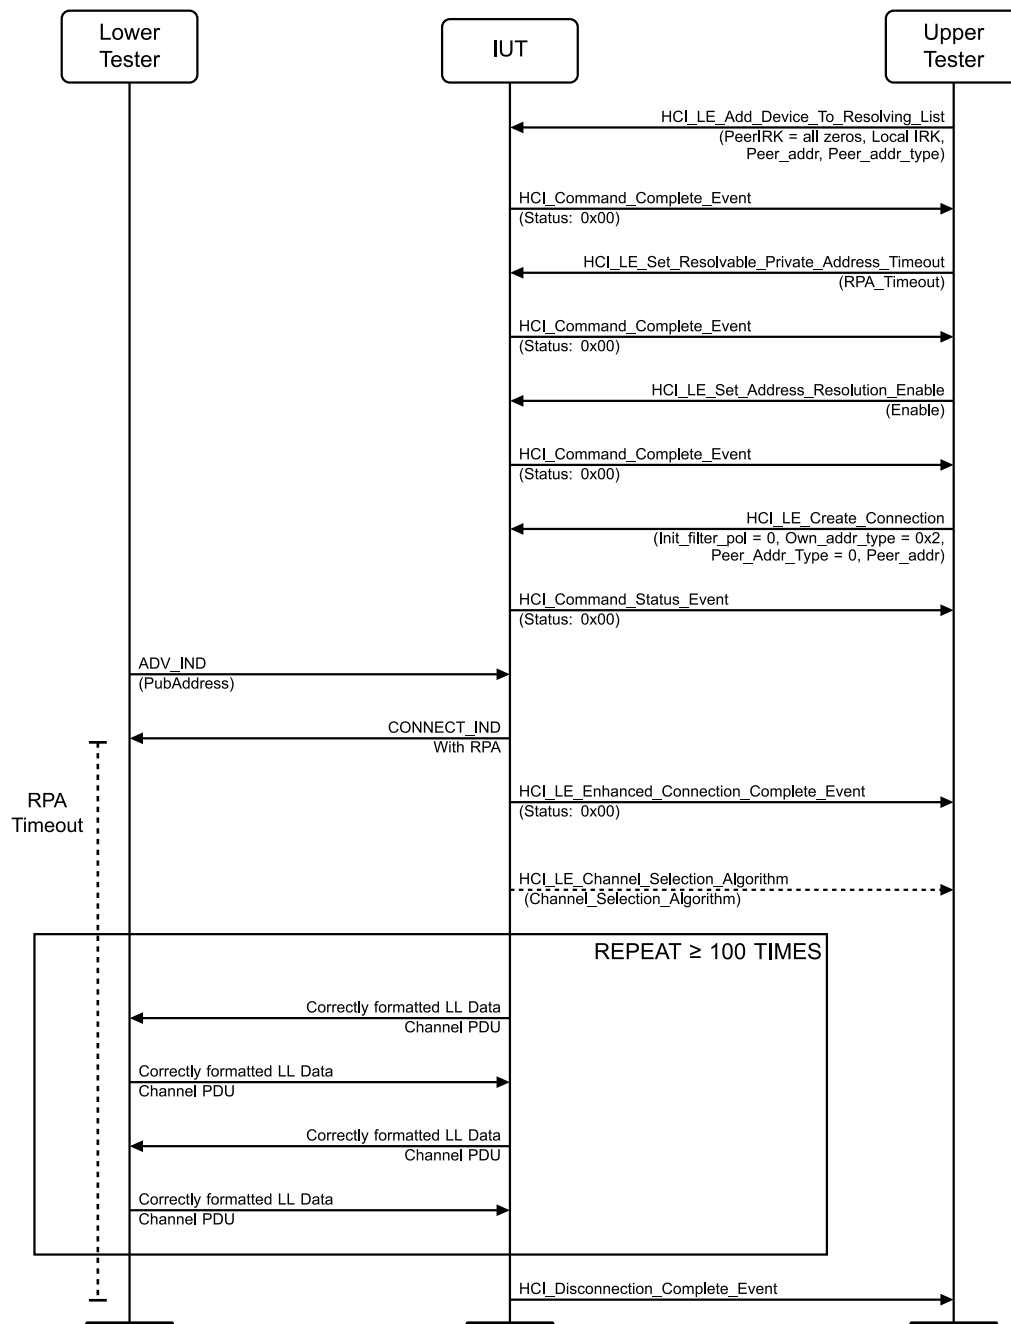 Lower
Tester
IUT
Upper
Tester
HCI_LE_Add_Device_To_Resolving_List
(PeerIRK = all zeros, Local IRK,
Peer_addr, Peer_addr_type)
HCI_Command_Complete_Event
(Status: 0x00)
HCI_LE_Set_Resolvable_Private_Address_Timeout
(RPA_Timeout)
HCI_Command_Complete_Event
(Status: 0x00)
HCI_LE_Set_Address_Resolution_Enable
(Enable)
HCI_Command_Complete_Event
(Status: 0x00)
HCI_LE_Create_Connection
(Init_filter_pol = 0, Own_addr_type = 0x2,
Peer_Addr_Type = 0, Peer_addr)
HCI_Command_Status_Event
(Status: 0x00)
ADV_IND
(PubAddress)
CONNECT_IND
With RPA
RPA
Timeout
HCI_LE_Enhanced_Connection_Complete_Event
(Status: 0x00)
HCI_LE_Channel_Selection_Algorithm
(Channel_Selection_Algorithm)
REPEAT ≥ 100 TIMES
Correctly formatted LL Data
Channel PDU
Correctly formatted LL Data
Channel PDU
Correctly formatted LL Data
Channel PDU
Correctly formatted LL Data
Channel PDU
HCI_Disconnection_Complete_Event